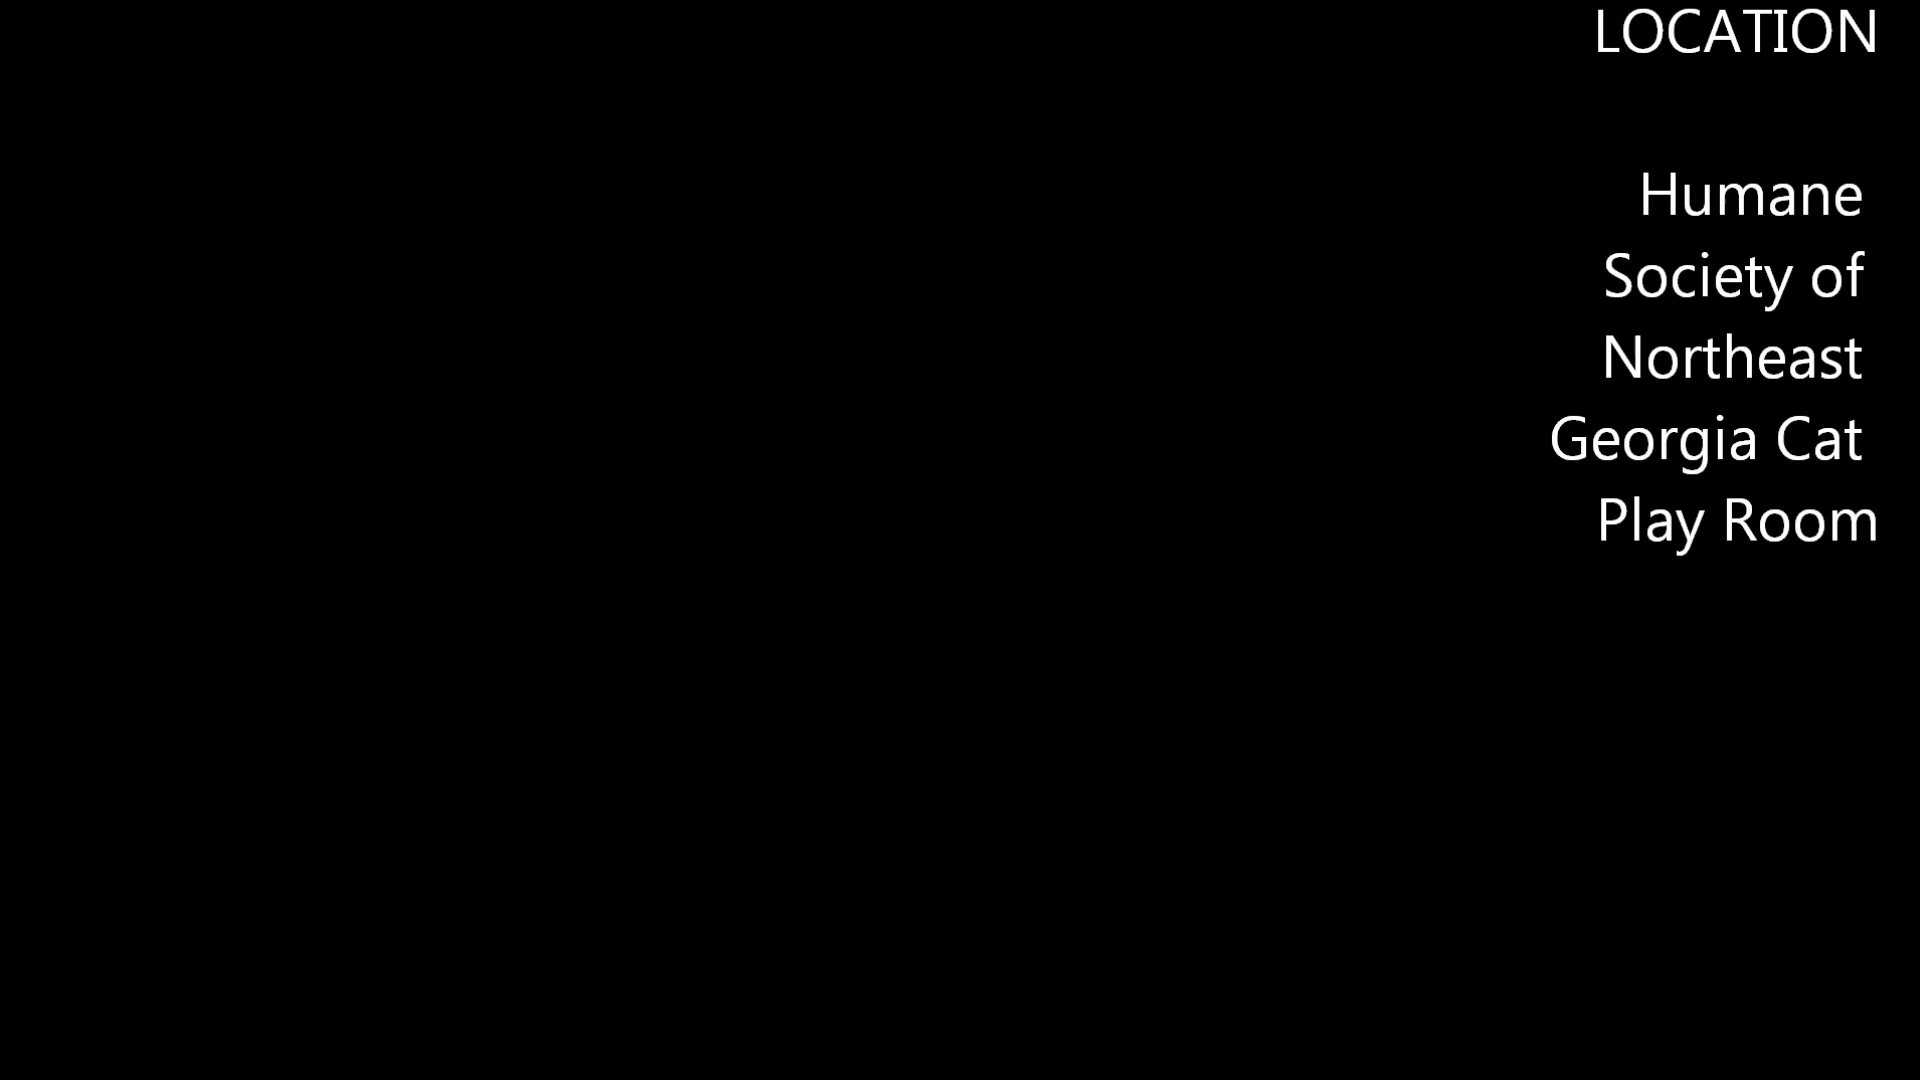 LOCATION
Humane
Society of
Northeast
Georgia Cat
Play Room